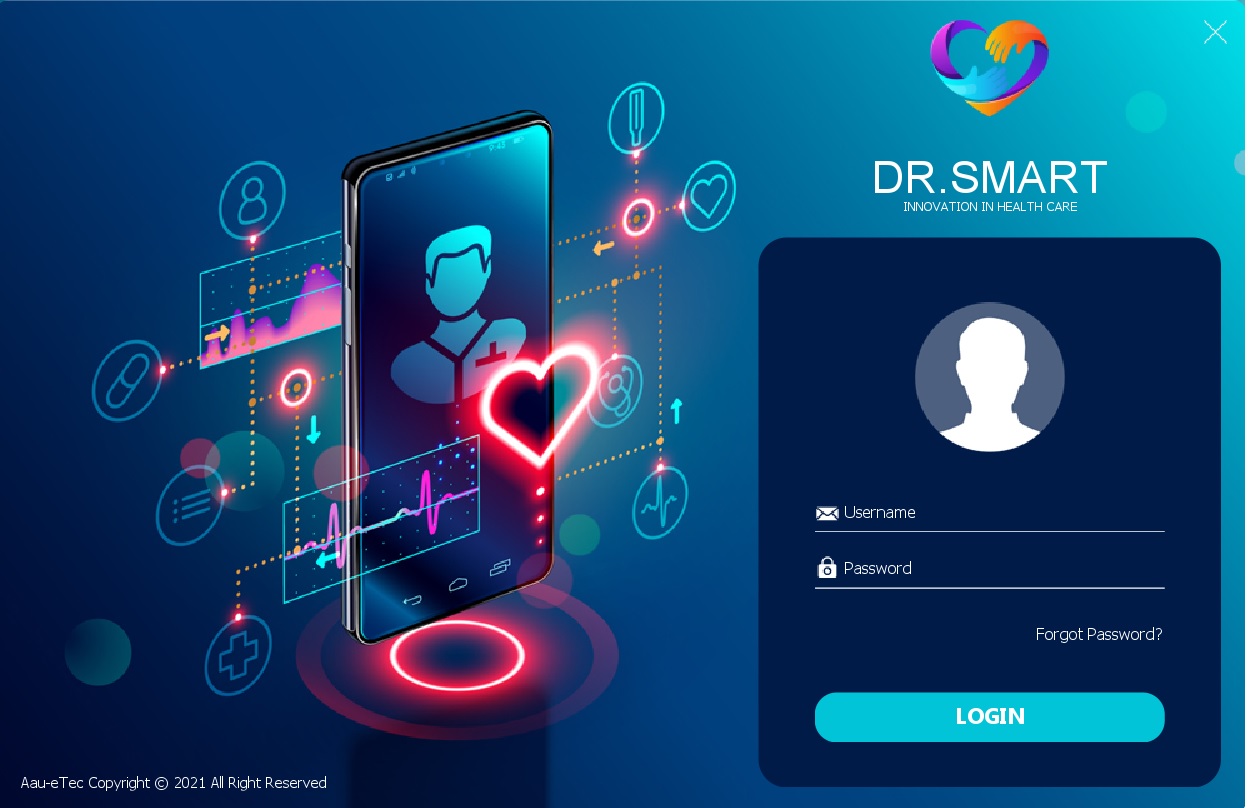 DR.SMART
INNOVATION IN HEALTH CARE
Username
Password
Forgot Password?
LOGIN
Aau-eTec Copyright © 2021 All Right Reserved